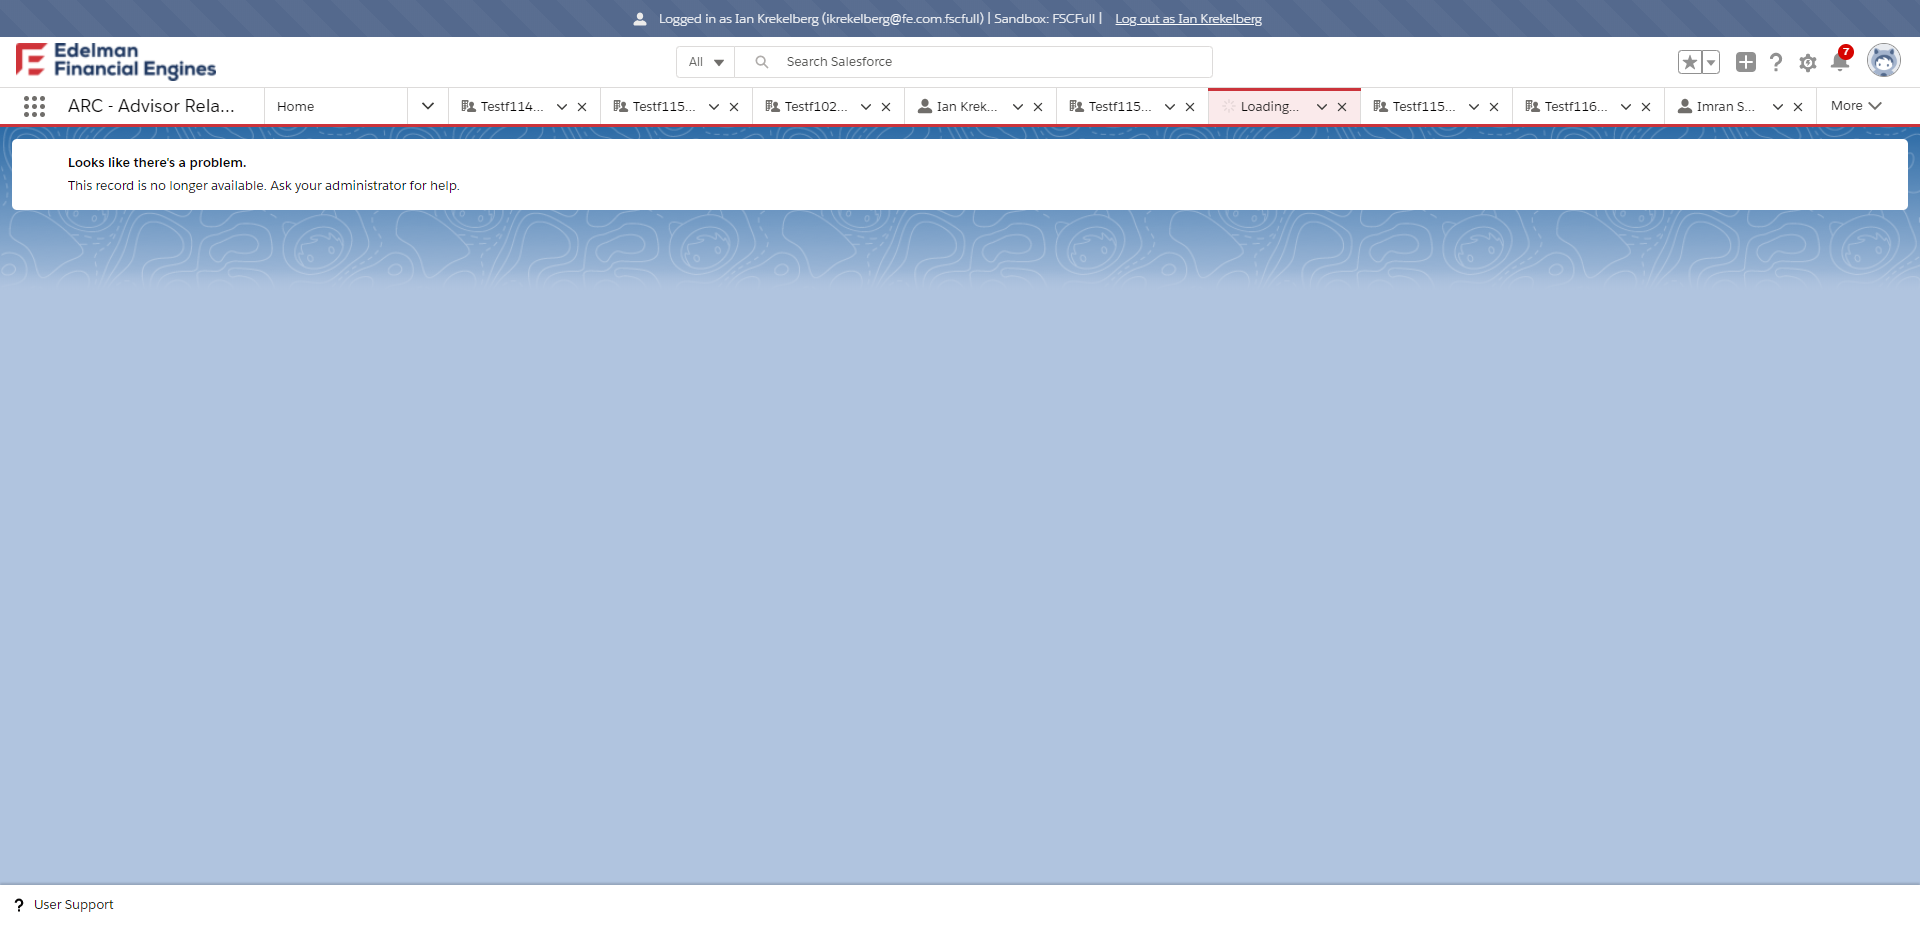 Logged in as Ian Krekelberg (ikrekelberg@fe.com.fscfull) | Sandbox: FSCFull | Log out as Ian Krekelberg
Edelman
Financial Engines
All
Search Salesforce
7
ARC - Advisor Rela...
Home
Testf114...
Testf115...
Testf102...
Ian Krek...
Testf115...
Loading...
Testf115...
Testf116...
Imran S...
More
Looks like there's a problem.
This record is no longer available. Ask your administrator for help.
? User Support